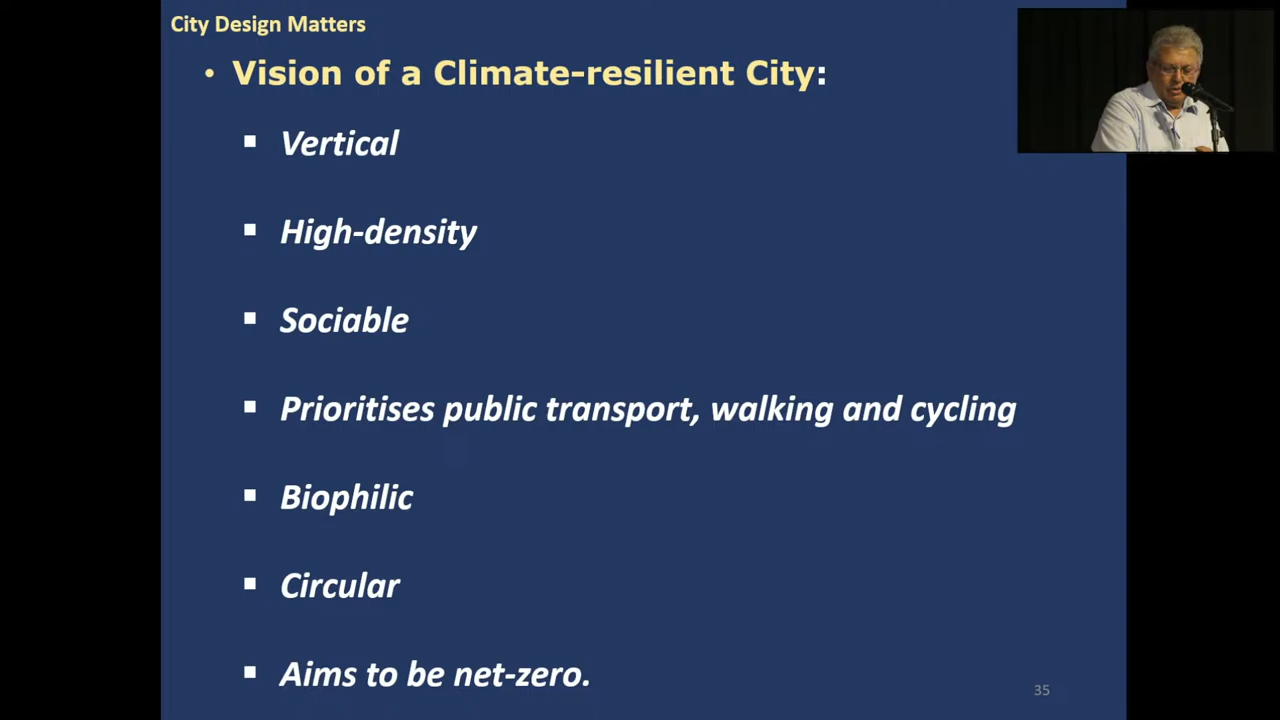 City Design Matters
• Vision of a Climate-resilient City:
▪ Vertical
▪ High-density
▪ Sociable
▪ Prioritises public transport, walking and cycling
▪ Biophilic
▪ Circular
▪ Aims to be net-zero.
35